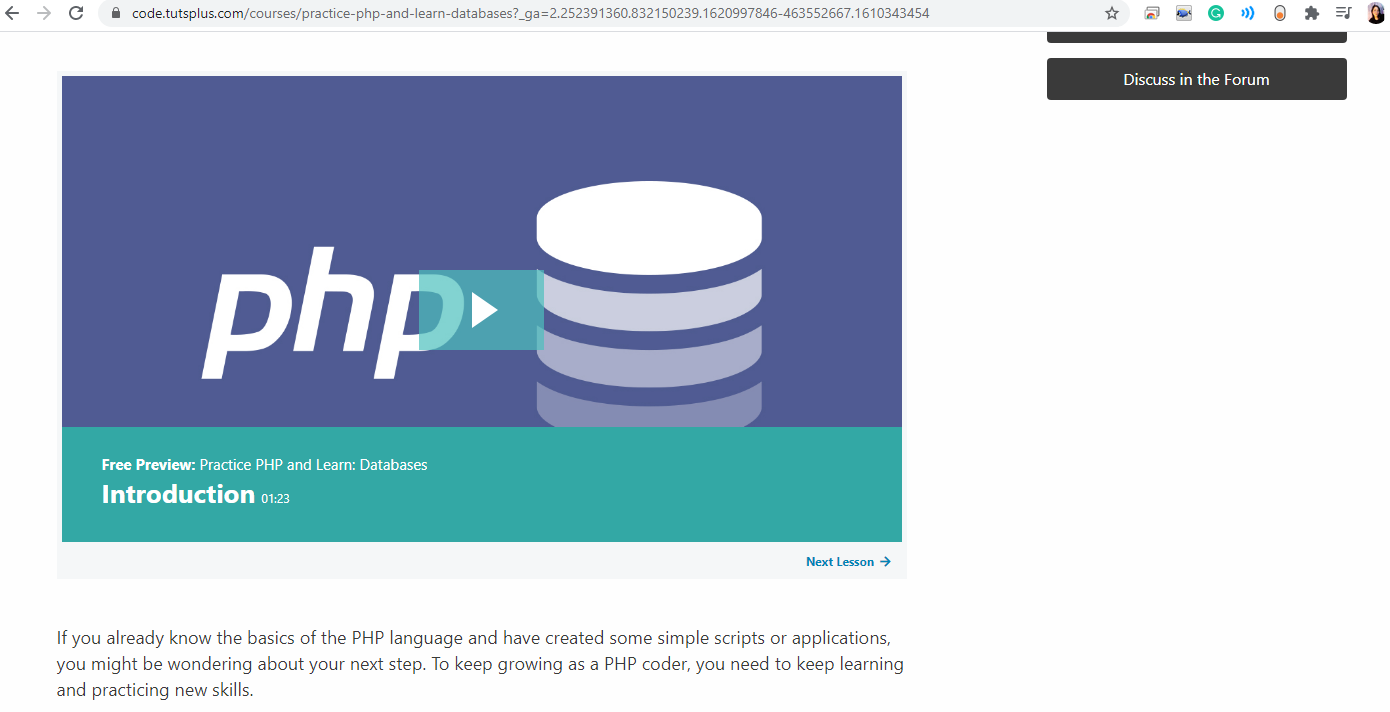 code.tutsplus.com/courses/practice-php-and-learn-databases?_ga=2.252391360.832150239.1620997846-463552667.1610343454
Discuss in the Forum
php
Free Preview: Practice PHP and Learn: Databases
Introduction 01:23
Next Lesson →
If you already know the basics of the PHP language and have created some simple scripts or applications,
you might be wondering about your next step. To keep growing as a PHP coder, you need to keep learning
and practicing new skills.